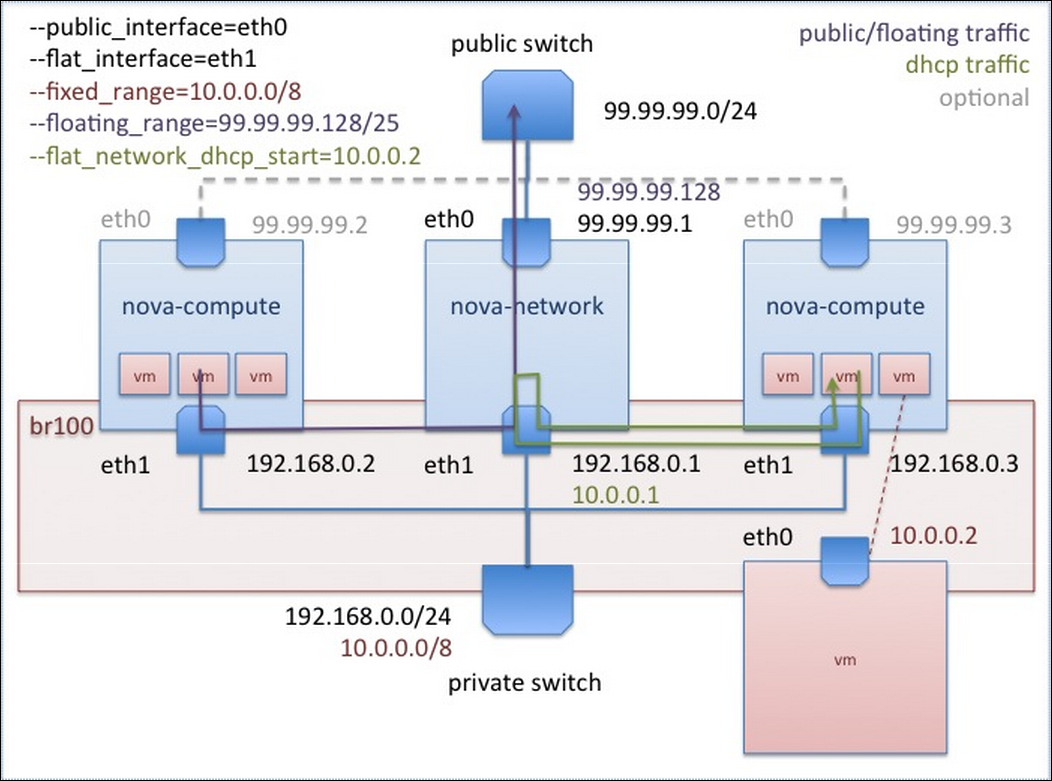 --public_interface=eth0
--flat_interface=eth1
--fixed_range=10.0.0.0/8
--floating_range=99.99.99.128/25
--flat_network_dhcp_start=10.0.0.2
public switch
99.99.99.0/24
public/floating traffic
dhcp traffic
optional
eth0
99.99.99.2
eth0
99.99.99.128
99.99.99.1
eth0
99.99.99.3
nova-compute
nova-network
nova-compute
vm
vm
vm
vm
vm
vm
br100
eth1
192.168.0.2
eth1
192.168.0.1
10.0.0.1
eth1
192.168.0.3
eth0
10.0.0.2
192.168.0.0/24
10.0.0.0/8
private switch
vm